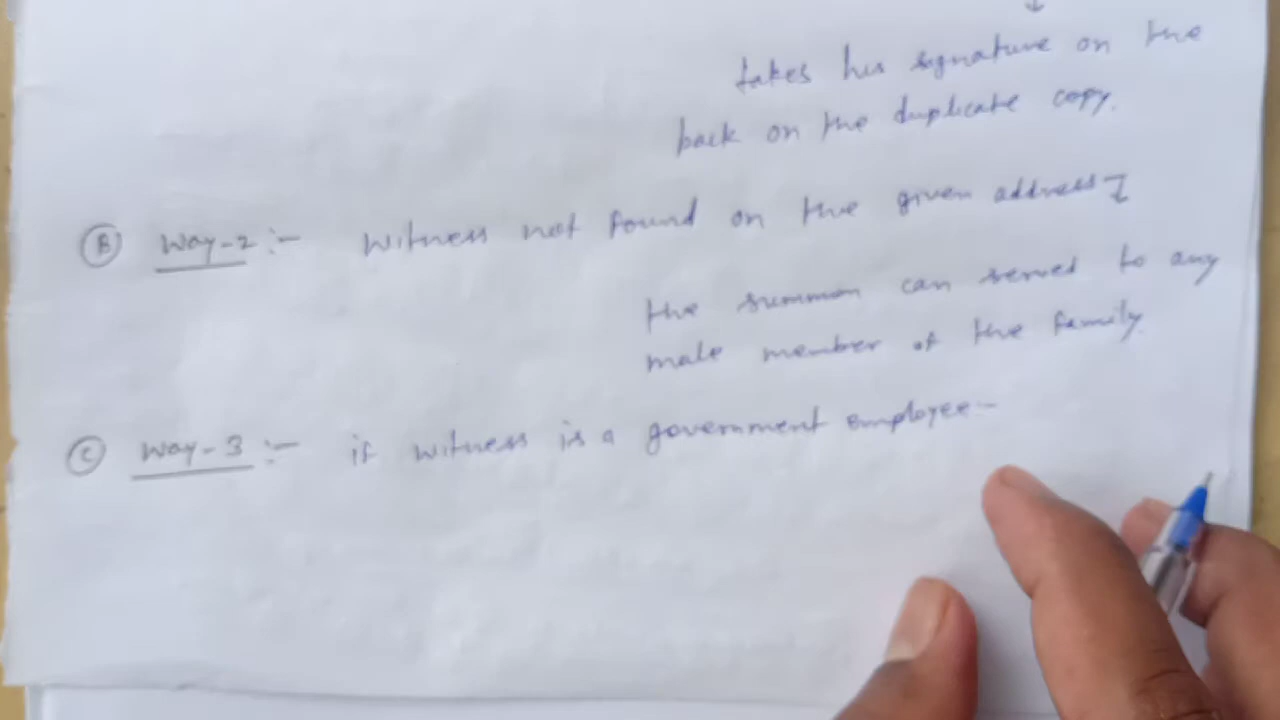 takes his signature on the
back on the duplicate copy.
(B) Way-2 :- Witness not found on the given address-
the summon can served to any
male member of the family.
(C) Way-3 :- if witness is a government employee:-